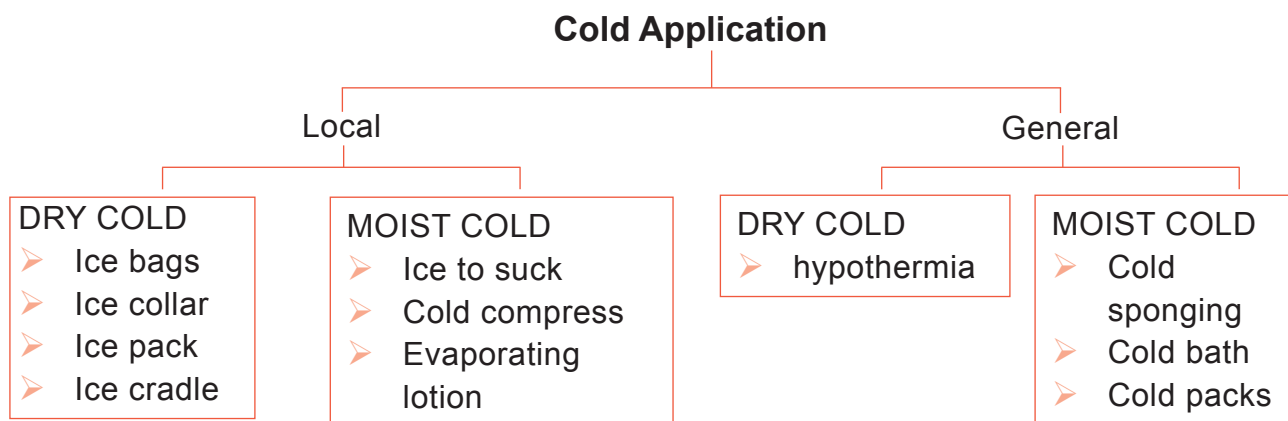 Cold Application
Local
General
DRY COLD
Ice bags
Ice collar
Ice pack
Ice cradle
MOIST COLD
Ice to suck
Cold compress
Evaporating
lotion
DRY COLD
hypothermia
MOIST COLD
Cold
sponging
Cold bath
Cold packs